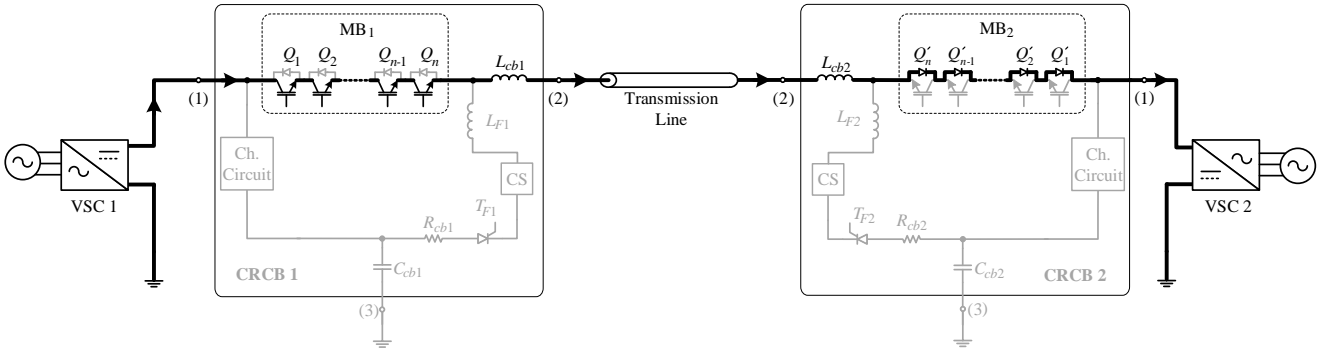 MB1
Q1 Q2 Qn-1 Qn
Lcb1
(1)
(2)
LF1
Ch.
Circuit
CS
TF1
Rcb1
Ccb1
CRCB 1
(3)
VSC 1
Transmission
Line
MB2
Q'n Q'n-1 Q'2 Q'1
Lcb2
(2)
(1)
LF2
CS
Ch.
Circuit
TF2
Rcb2
Ccb2
CRCB 2
(3)
VSC 2